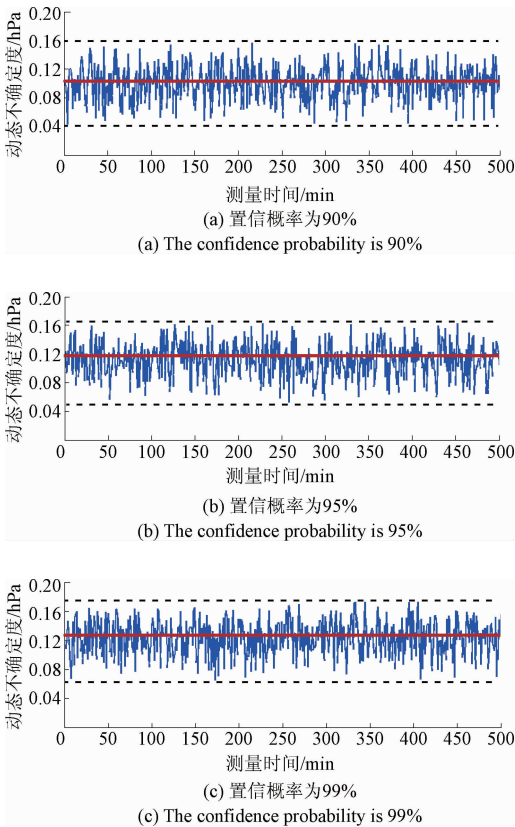 动态不确定度/hPa
0.20
0.16
0.12
0.08
0.04
0 50 100 150 200 250 300 350 400 450 500
测量时间/min
(a) 置信概率为90%
(a) The confidence probability is 90%
动态不确定度/hPa
0.20
0.16
0.12
0.08
0.04
0 50 100 150 200 250 300 350 400 450 500
测量时间/min
(b) 置信概率为95%
(b) The confidence probability is 95%
动态不确定度/hPa
0.20
0.16
0.12
0.08
0.04
0 50 100 150 200 250 300 350 400 450 500
测量时间/min
(c) 置信概率为99%
(c) The confidence probability is 99%